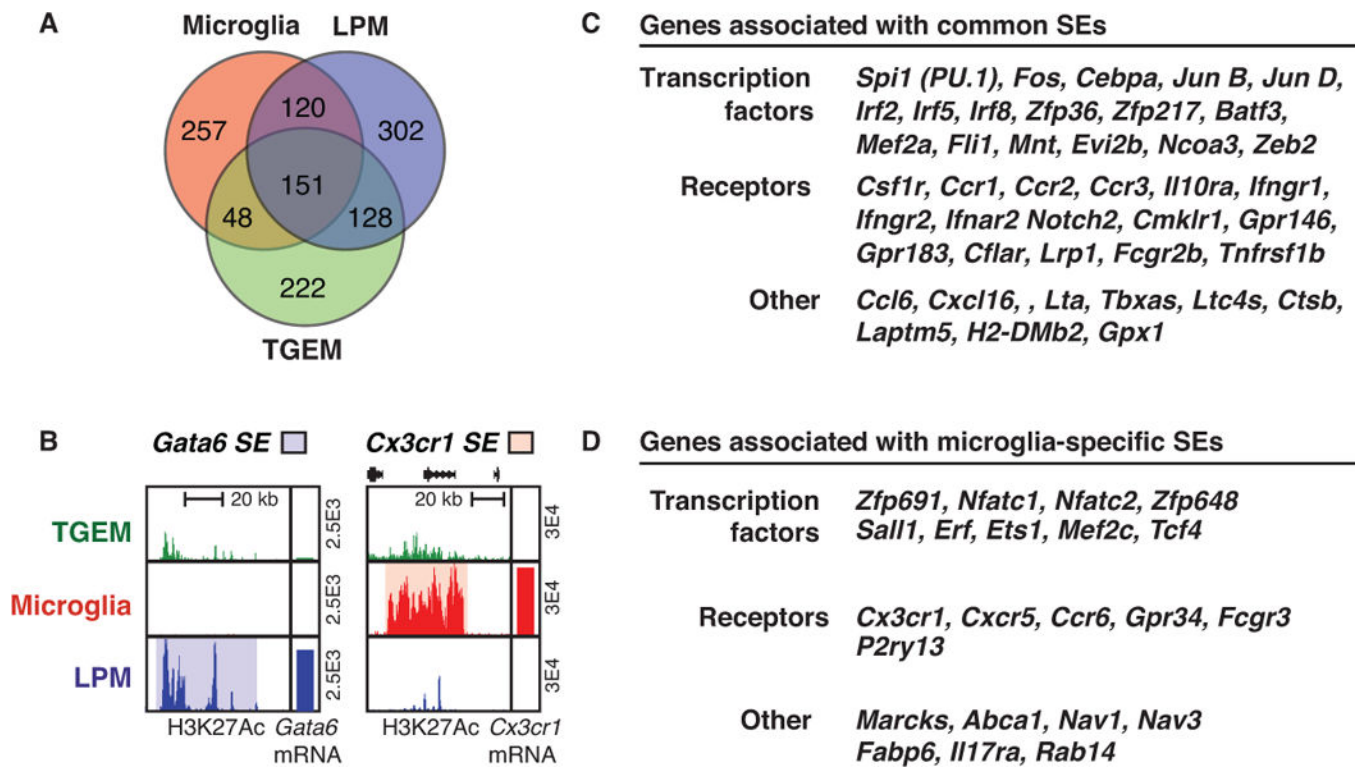 A
Microglia
LPM
257
120
302
151
48
128
222
TGEM
B
Gata6 SE
Cx3cr1 SE
20 kb
20 kb
TGEM
2.5E3
3E4
Microglia
2.5E3
3E4
LPM
2.5E3
3E4
H3K27Ac
Gata6
mRNA
H3K27Ac
Cx3cr1
mRNA
C
Genes associated with common SEs
Transcription
factors
Spi1 (PU.1), Fos, Cebpa, Jun B, Jun D,
Irf2, Irf5, Irf8, Zfp36, Zfp217, Batf3,
Mef2a, Fli1, Mnt, Evi2b, Ncoa3, Zeb2
Receptors
Csf1r, Ccr1, Ccr2, Ccr3, Il10ra, Ifngr1,
Ifngr2, Ifnar2 Notch2, Cmklr1, Gpr146,
Gpr183, Cflar, Lrp1, Fcgr2b, Tnfrsf1b
Other
Ccl6, Cxcl16, , Lta, Tbxas, Ltc4s, Ctsb,
Laptm5, H2-DMb2, Gpx1
D
Genes associated with microglia-specific SEs
Transcription
factors
Zfp691, Nfatc1, Nfatc2, Zfp648
Sall1, Erf, Ets1, Mef2c, Tcf4
Receptors
Cx3cr1, Cxcr5, Ccr6, Gpr34, Fcgr3
P2ry13
Other
Marcks, Abca1, Nav1, Nav3
Fabp6, Il17ra, Rab14